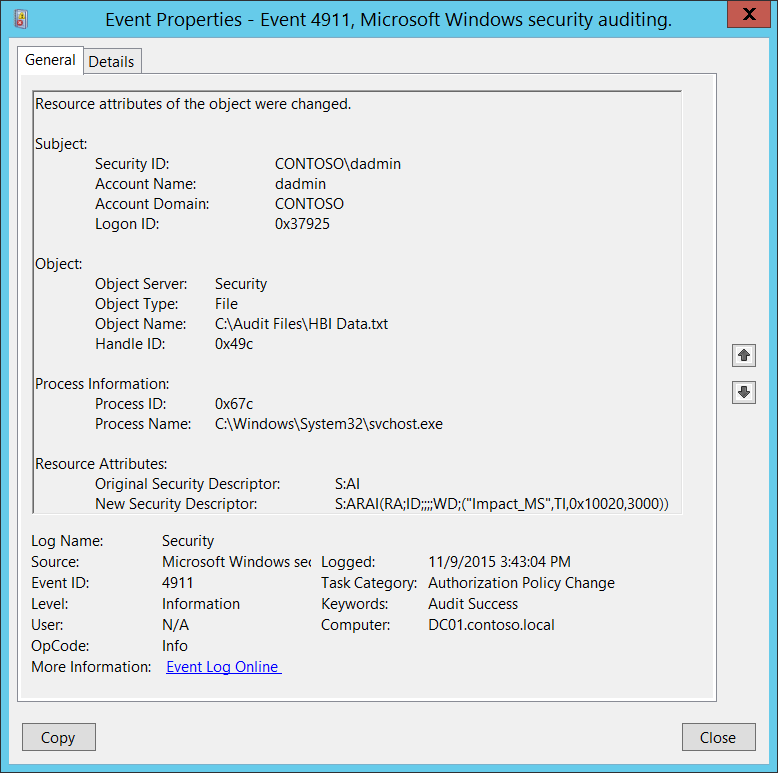 Event Properties - Event 4911, Microsoft Windows security auditing.
General Details
Resource attributes of the object were changed.
Subject:
Security ID: CONTOSO\dadmin
Account Name: dadmin
Account Domain: CONTOSO
Logon ID: 0x37925
Object:
Object Server: Security
Object Type: File
Object Name: C:\Audit Files\HBI Data.txt
Handle ID: 0x49c
Process Information:
Process ID: 0x67c
Process Name: C:\Windows\System32\svchost.exe
Resource Attributes:
Original Security Descriptor: S:AI
New Security Descriptor: S:ARAI(RA;ID;;;;WD;("Impact_MS",TI,0x10020,3000))
Log Name: Security
Source: Microsoft Windows sec Logged: 11/9/2015 3:43:04 PM
Event ID: 4911 Task Category: Authorization Policy Change
Level: Information Keywords: Audit Success
User: N/A Computer: DC01.contoso.local
OpCode: Info
More Information: Event Log Online
Copy Close